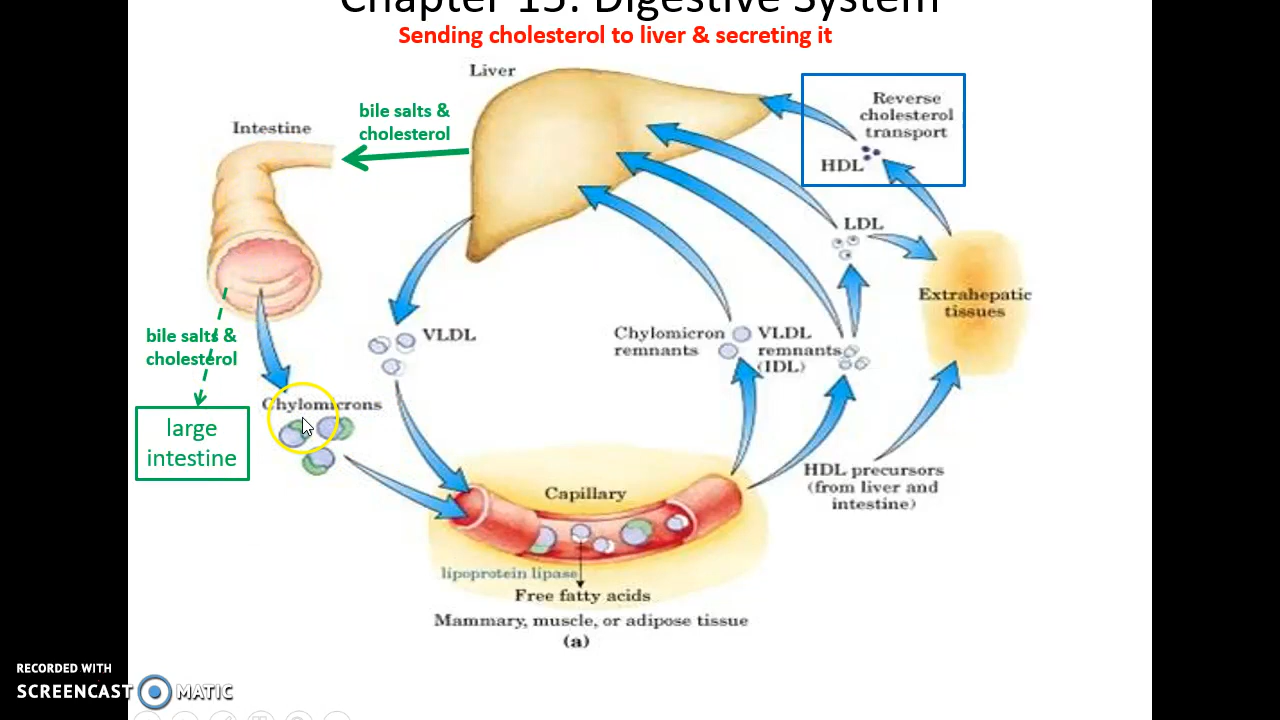 Chapter 15: Digestive System
Sending cholesterol to liver & secreting it
Liver
bile salts &
cholesterol
Intestine
Reverse
cholesterol
transport
HDL
LDL
Extrahepatic
tissues
VLDL
Chylomicron
remnants
VLDL
remnants
(IDL)
bile salts &
cholesterol
Chylomicrons
large
intestine
HDL precursors
(from liver and
intestine)
Capillary
lipoprotein lipase
Free fatty acids
Mammary, muscle, or adipose tissue
(a)
RECORDED WITH
SCREENCAST MATIC